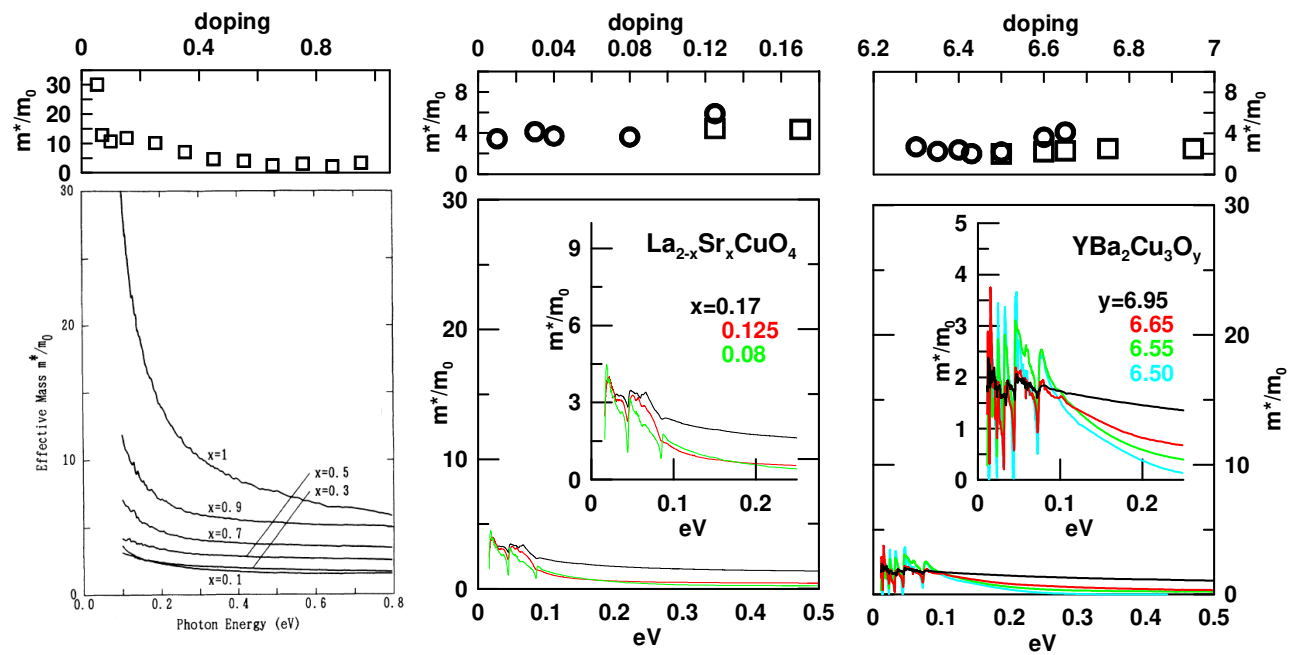 doping
0 0.4 0.8
30
20
10
0
m*/m0
30
20
10
0
Effective Mass m*/m0
x=1
x=0.5
x=0.3
x=0.9
x=0.7
x=0.1
0.0 0.2 0.4 0.6 0.8
Photon Energy (eV)
doping
0 0.04 0.08 0.12 0.16
8
4
0
m*/m0
30
20
15
10
5
0
m*/m0
La2-xSrxCuO4
x=0.17
0.125
0.08
9
6
3
0
m*/m0
0 0.1 0.2
eV
0 0.1 0.2 0.3 0.4 0.5
eV
doping
6.2 6.4 6.6 6.8 7
8
4
0
m*/m0
30
20
10
0
m*/m0
YBa2Cu3Oy
y=6.95
6.65
6.55
6.50
5
4
3
2
1
0
m*/m0
0 0.1 0.2
eV
0 0.1 0.2 0.3 0.4 0.5
eV